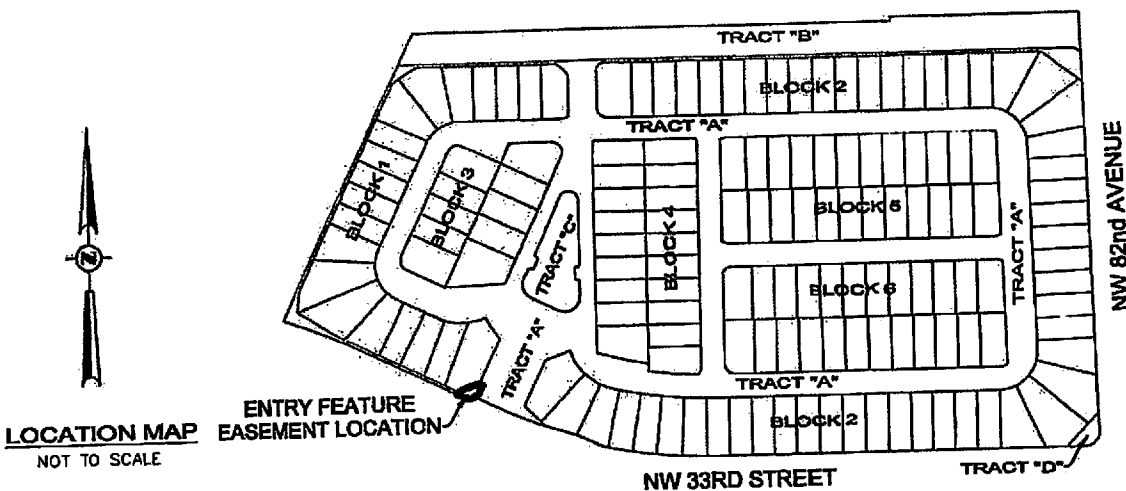 TRACT "B"
BLOCK 2
TRACT "A"
BLOCK 1
BLOCK 3
TRACT "C"
BLOCK 4
BLOCK 5
TRACT "A"
NW 82nd AVENUE
BLOCK 6
TRACT "A"
TRACT "A"
BLOCK 2
ENTRY FEATURE
EASEMENT LOCATION
NW 33RD STREET
TRACT "D"
N
LOCATION MAP
NOT TO SCALE